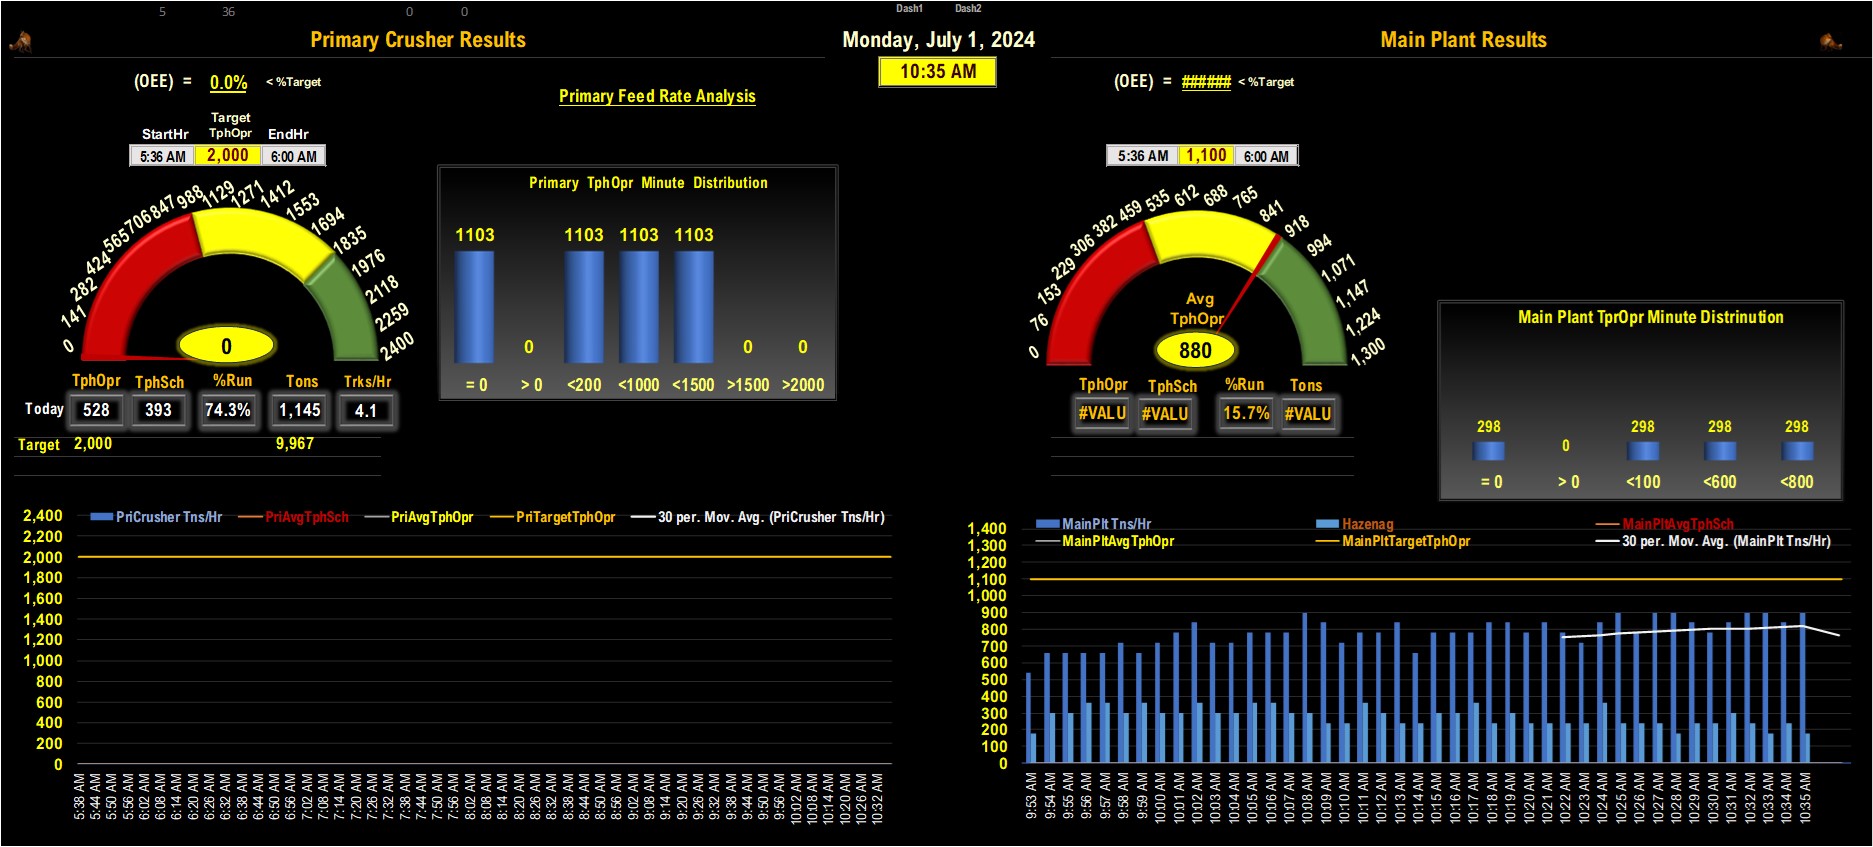 5 36 0 0 Dash1 Dash2
Primary Crusher Results
Monday, July 1, 2024
Main Plant Results
10:35 AM
(OEE) = 0.0% < %Target
Primary Feed Rate Analysis
Target
StartHr TphOpr EndHr
5:36 AM 2,000 6:00 AM
0 141 282 424 565 706 847 988 1129 1271 1412 1553 1694 1835 1976 2118 2259 2400
0
TphOpr TphSch %Run Tons Trks/Hr
Today 528 393 74.3% 1,145 4.1
Target 2,000 9,967
Primary TphOpr Minute Distribution
1103 0 1103 1103 1103 0 0
= 0 > 0 <200 <1000 <1500 >1500 >2000
(OEE) = ###### < %Target
5:36 AM 1,100 6:00 AM
0 76 153 229 306 382 459 535 612 688 765 841 918 994 1,071 1,147 1,224 1,300
Avg
TphOpr
880
TphOpr TphSch %Run Tons
#VALU #VALU 15.7% #VALU
Main Plant TprOpr Minute Distrinution
298 0 298 298 298
= 0 > 0 <100 <600 <800
PriCrusher Tns/Hr PriAvgTphSch PriAvgTphOpr PriTargetTphOpr 30 per. Mov. Avg. (PriCrusher Tns/Hr)
2,400
2,200
2,000
1,800
1,600
1,400
1,200
1,000
800
600
400
200
0
5:38 AM 5:44 AM 5:50 AM 5:56 AM 6:02 AM 6:08 AM 6:14 AM 6:20 AM 6:26 AM 6:32 AM 6:38 AM 6:44 AM 6:50 AM 6:56 AM 7:02 AM 7:08 AM 7:14 AM 7:20 AM 7:26 AM 7:32 AM 7:38 AM 7:44 AM 7:50 AM 7:56 AM 8:02 AM 8:08 AM 8:14 AM 8:20 AM 8:26 AM 8:32 AM 8:38 AM 8:44 AM 8:50 AM 8:56 AM 9:02 AM 9:08 AM 9:14 AM 9:20 AM 9:26 AM 9:32 AM 9:38 AM 9:44 AM 9:50 AM 9:56 AM 10:02 AM 10:08 AM 10:14 AM 10:20 AM 10:26 AM 10:32 AM
MainPlt Tns/Hr Hazenag MainPltAvgTphSch
MainPltAvgTphOpr MainPltTargetTphOpr 30 per. Mov. Avg. (MainPlt Tns/Hr)
1,400
1,300
1,200
1,100
1,000
900
800
700
600
500
400
300
200
100
0
9:53 AM 9:54 AM 9:55 AM 9:56 AM 9:57 AM 9:58 AM 9:59 AM 10:00 AM 10:01 AM 10:02 AM 10:03 AM 10:04 AM 10:05 AM 10:06 AM 10:07 AM 10:08 AM 10:09 AM 10:10 AM 10:11 AM 10:12 AM 10:13 AM 10:14 AM 10:15 AM 10:16 AM 10:17 AM 10:18 AM 10:19 AM 10:20 AM 10:21 AM 10:22 AM 10:23 AM 10:24 AM 10:25 AM 10:26 AM 10:27 AM 10:28 AM 10:29 AM 10:30 AM 10:31 AM 10:32 AM 10:33 AM 10:34 AM 10:35 AM